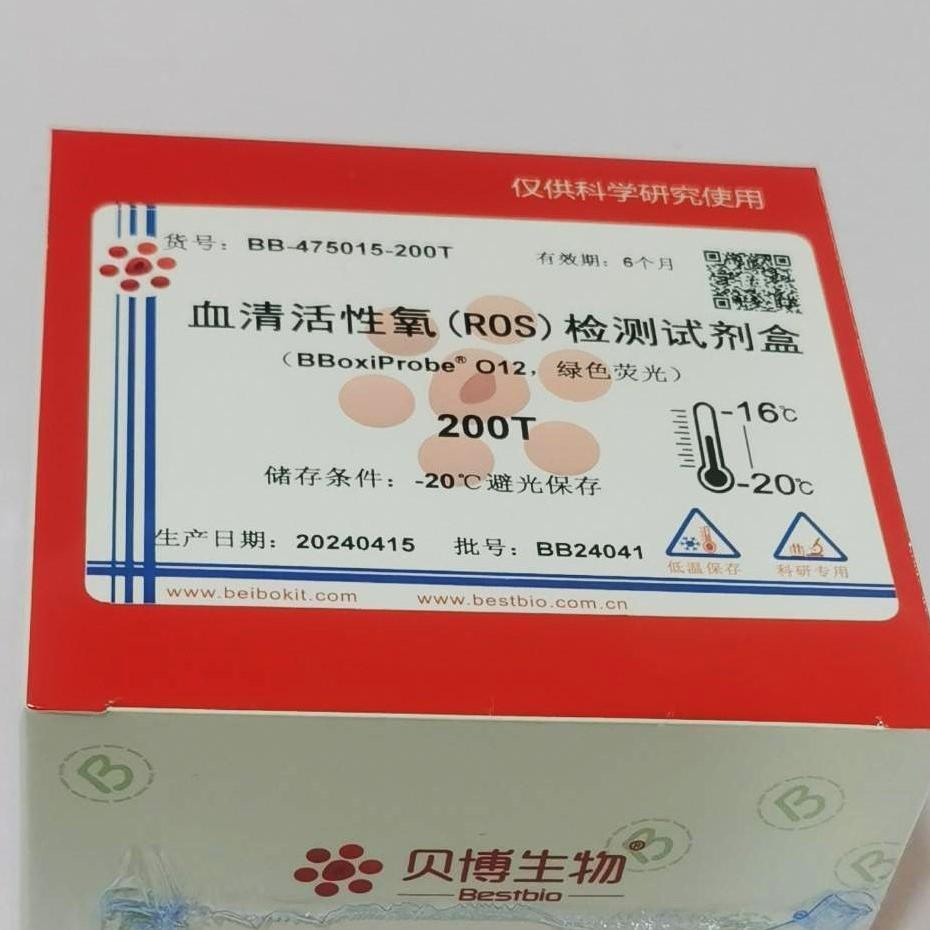 仅供科学研究使用
货号：BB-475015-200T
有效期：6个月
血清活性氧(ROS)检测试剂盒
（BBoxiProbe® O12，绿色荧光）
200T
-16℃
储存条件：-20℃避光保存
-20℃
生产日期：20240415 批号：BB24041
低温保存
科研专用
www.beibokit.com www.bestbio.com.cn
贝博生物®
Bestbio